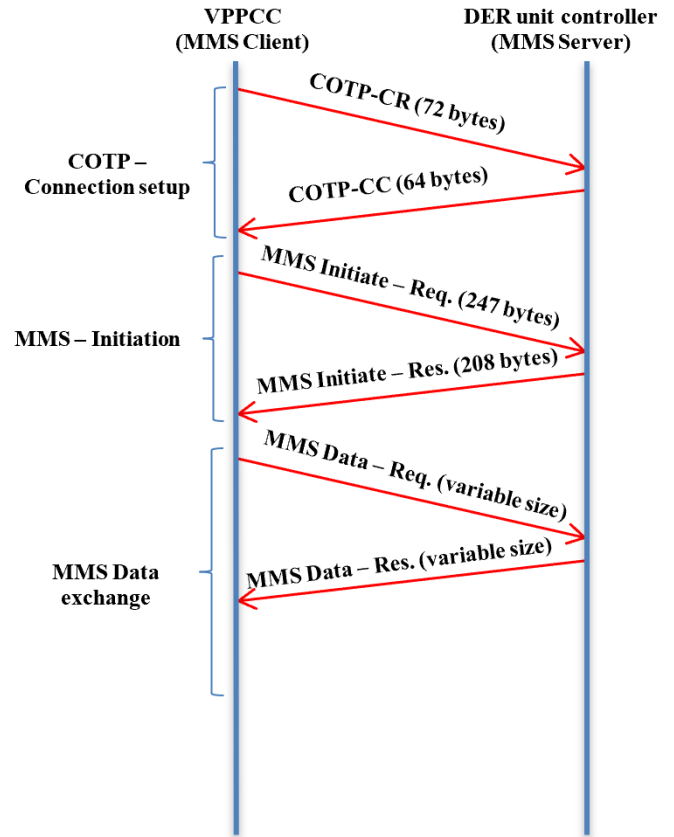 VPPCC
(MMS Client)
DER unit controller
(MMS Server)
COTP-CR (72 bytes)
COTP –
Connection setup
COTP-CC (64 bytes)
MMS Initiate – Req. (247 bytes)
MMS – Initiation
MMS Initiate – Res. (208 bytes)
MMS Data – Req. (variable size)
MMS Data – Res. (variable size)
MMS Data
exchange